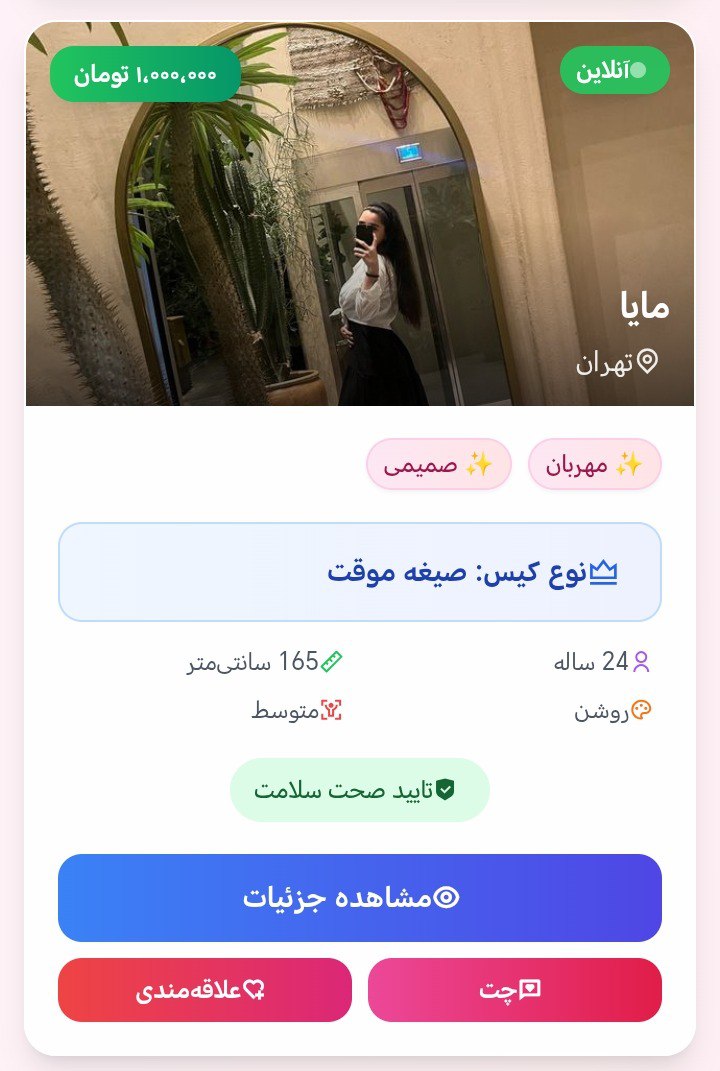 آنلاین
۱،۰۰۰،۰۰۰ تومان
مایا
تهران
✨ مهربان
✨ صمیمی
نوع کیس: صیغه موقت
24 ساله
165 سانتی‌متر
روشن
متوسط
تایید صحت سلامت
مشاهده جزئیات
چت
علاقه‌مندی